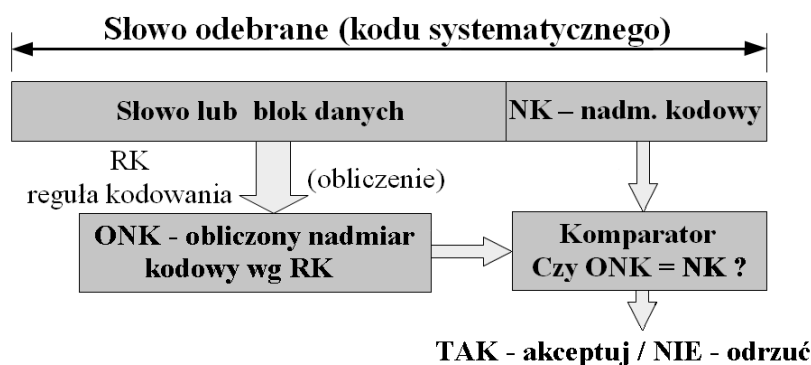 Słowo odebrane (kodu systematycznego)
Słowo lub blok danych
NK – nadm. kodowy
RK
reguła kodowania
(obliczenie)
ONK - obliczony nadmiar
kodowy wg RK
Komparator
Czy ONK = NK ?
TAK - akceptuj / NIE - odrzuć